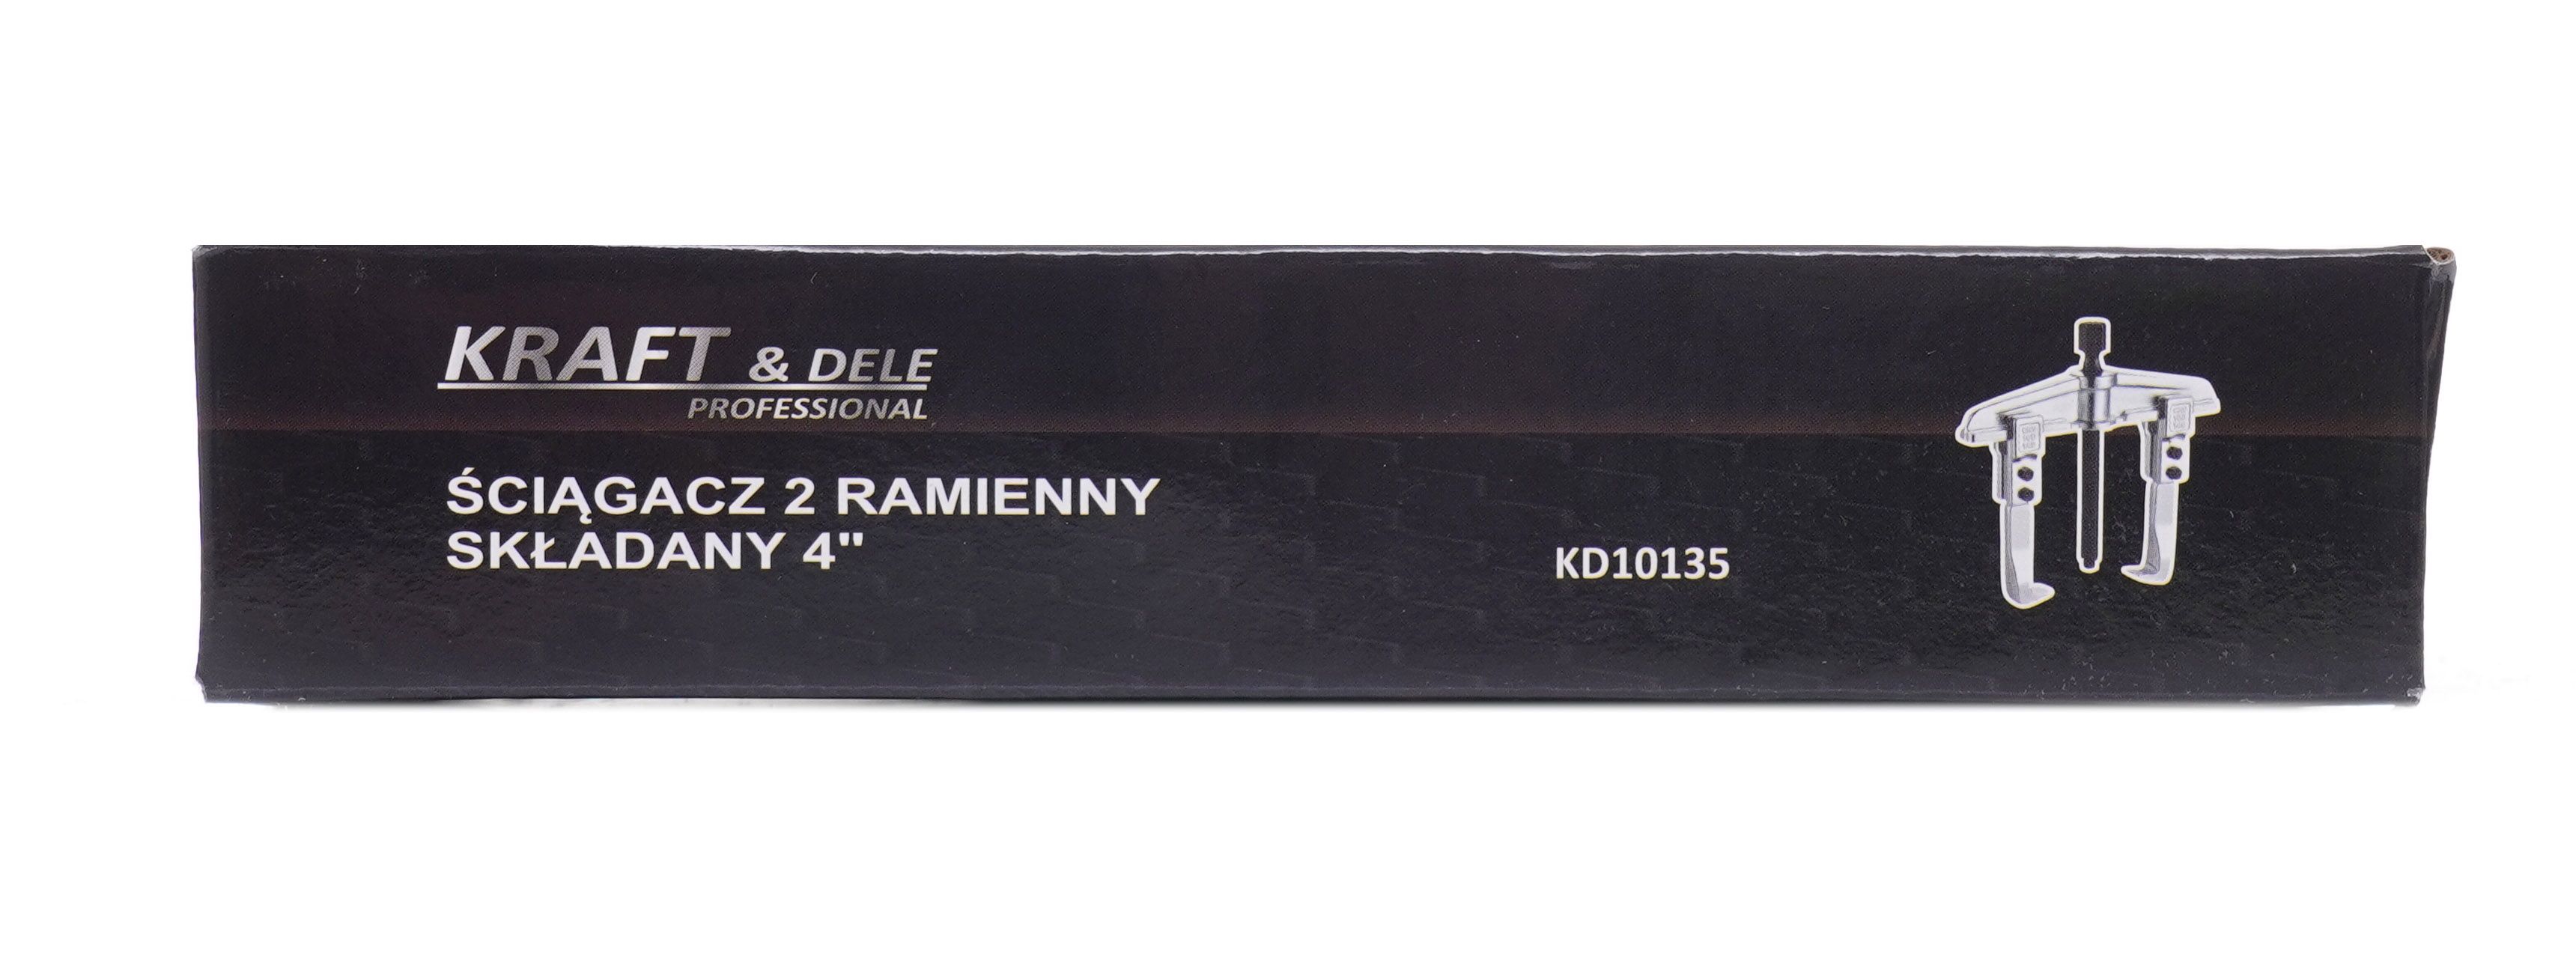 KRAFT & DELE
PROFESSIONAL
ŚCIĄGACZ 2 RAMIENNY
SKŁADANY 4"
KD10135